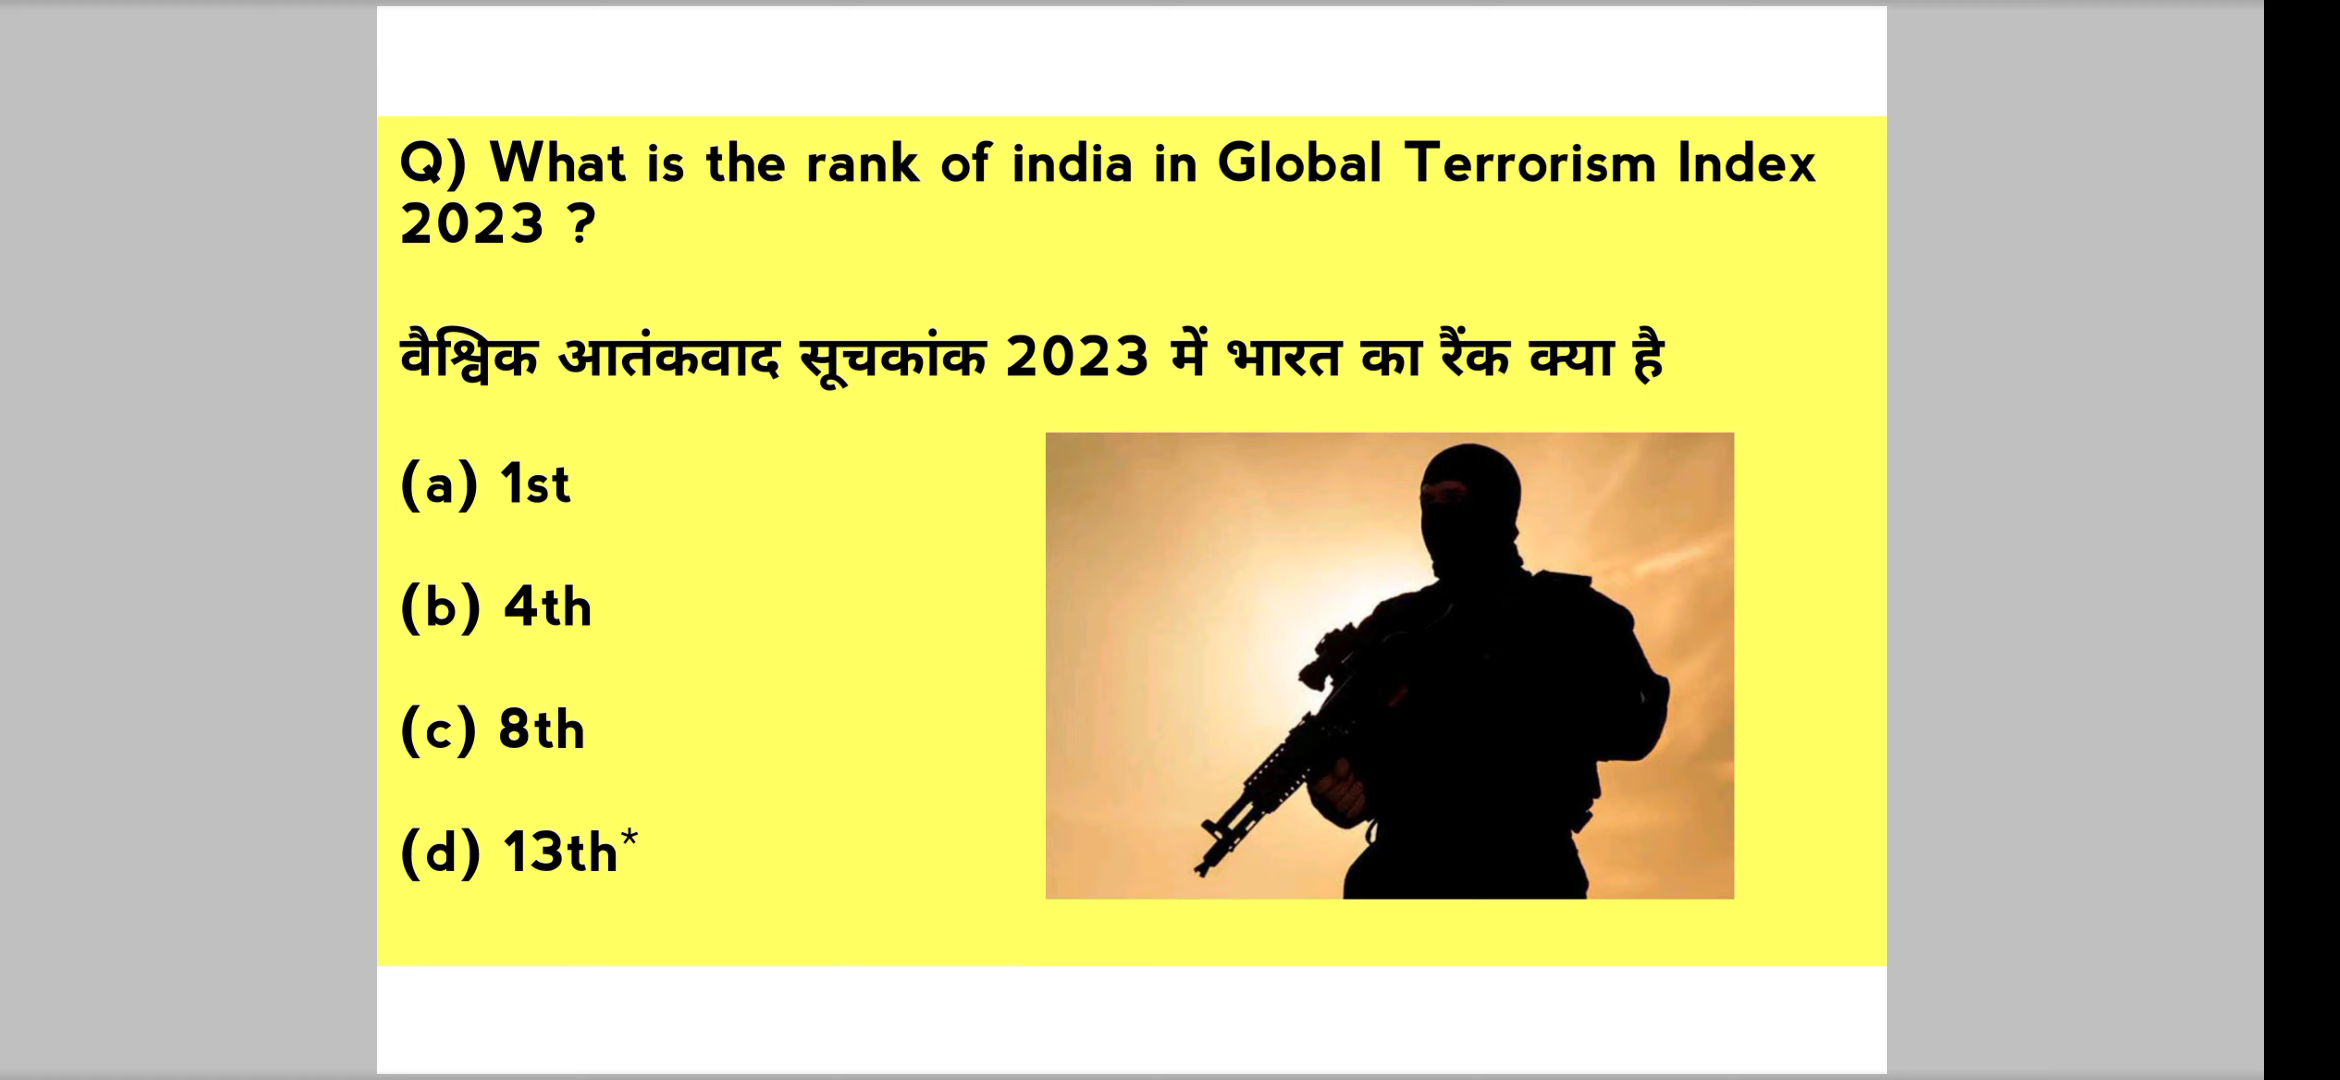 Q) What is the rank of india in Global Terrorism Index
2023 ?
वैश्विक आतंकवाद सूचकांक 2023 में भारत का रैंक क्या है
(a) 1st
(b) 4th
(c) 8th
(d) 13th*